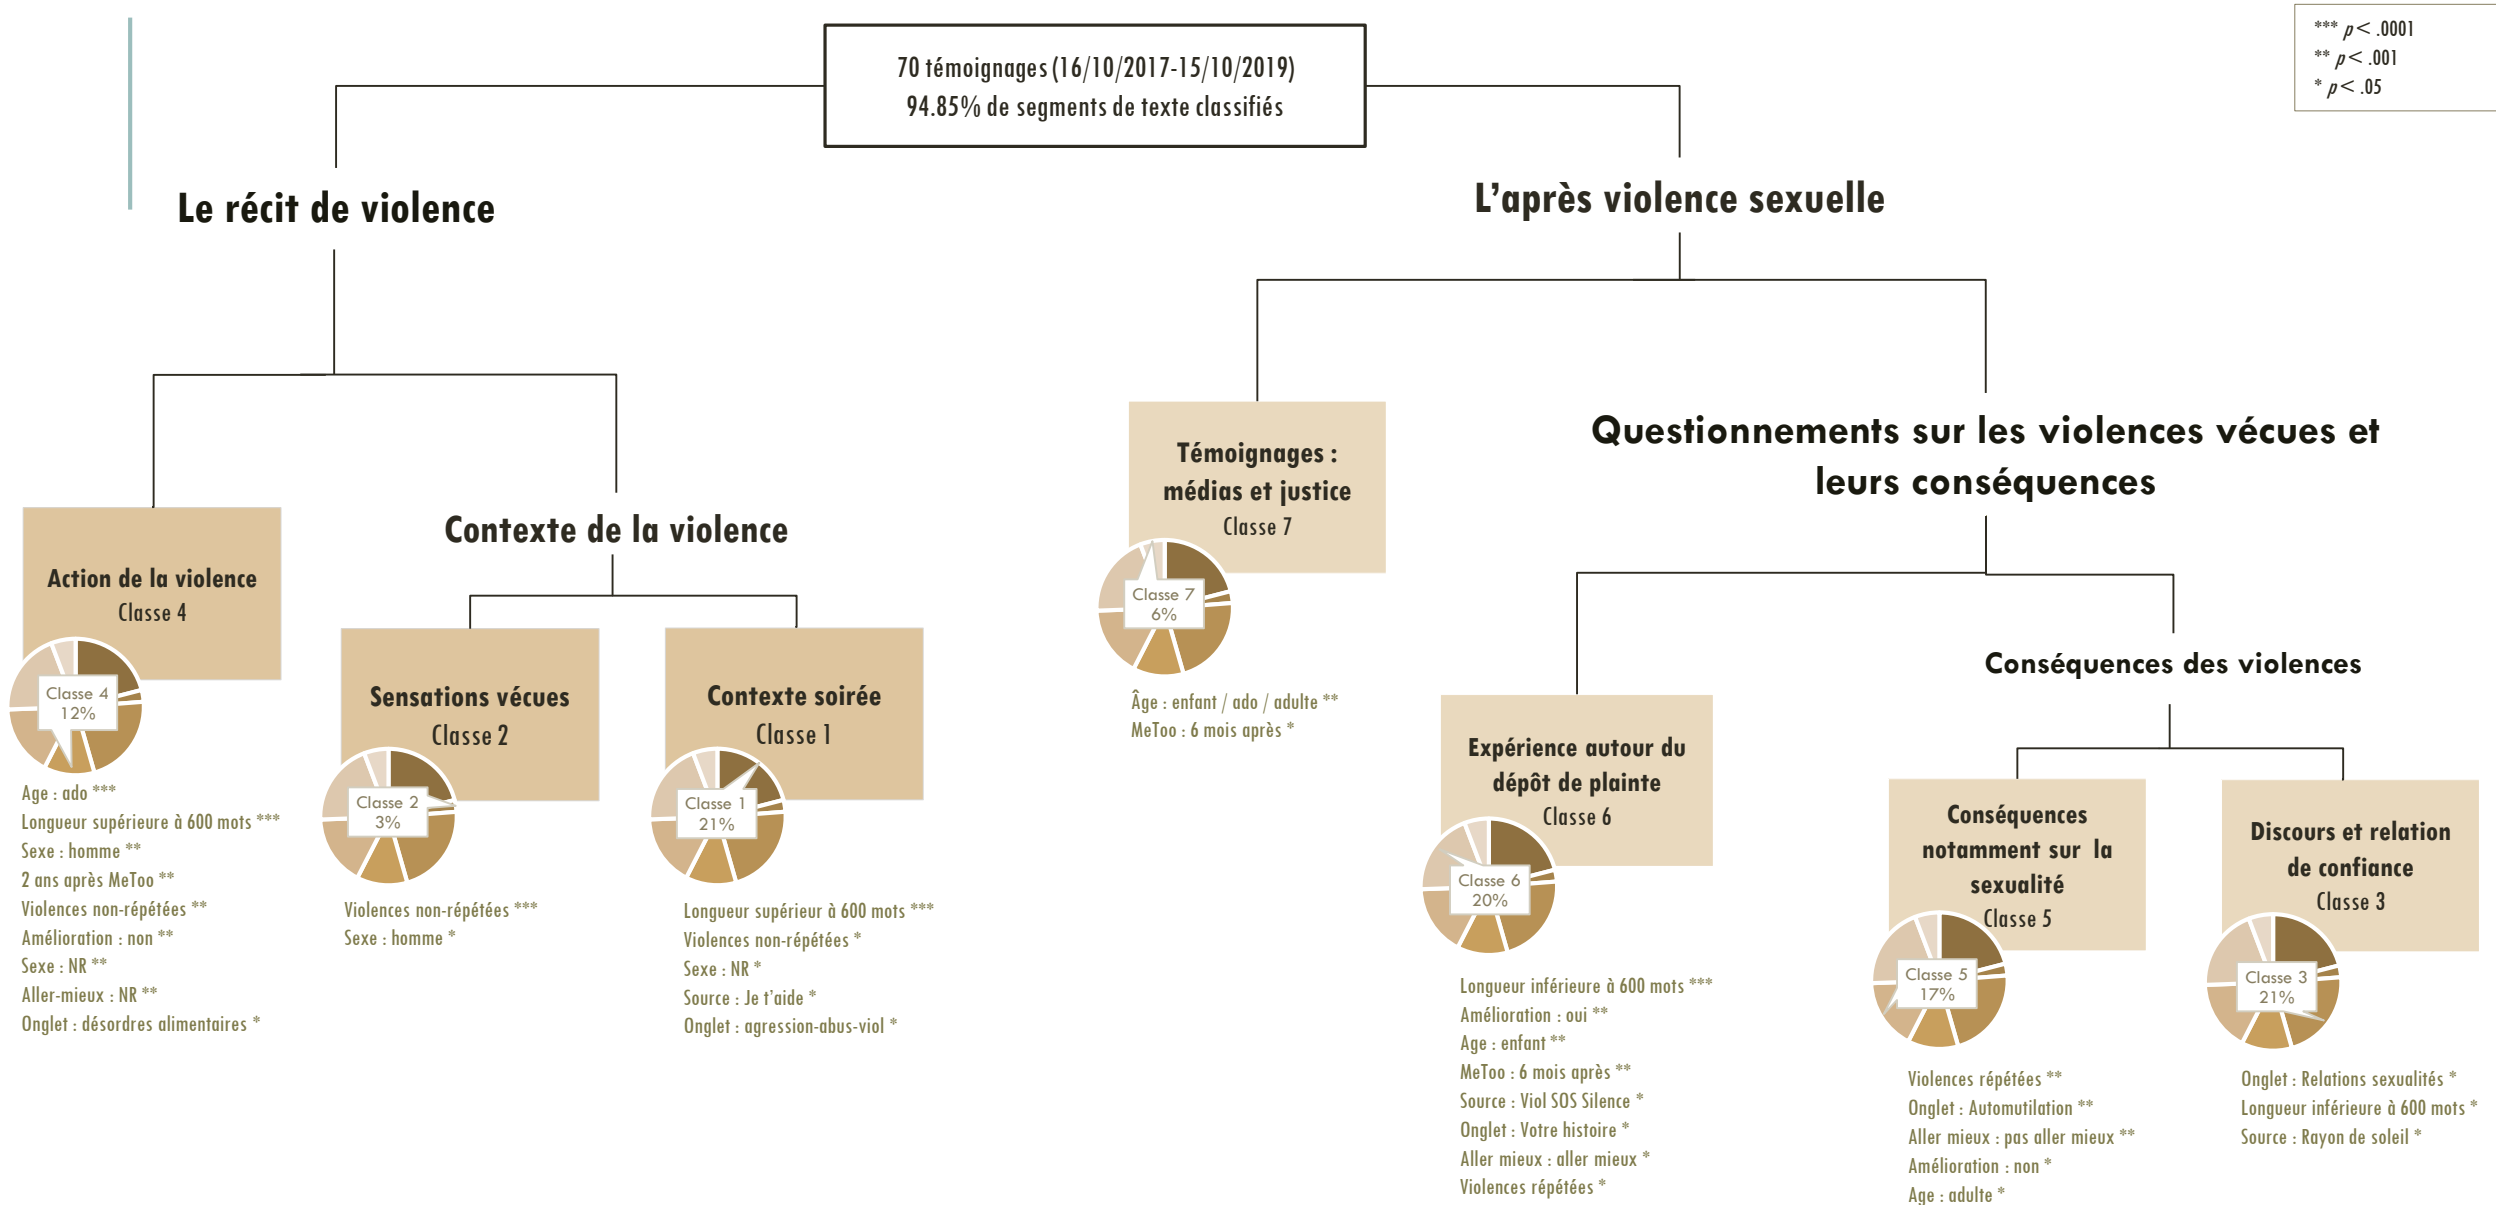 70 témoignages (16/10/2017-15/10/2019)
94.85% de segments de texte classifiés
*** p < .0001
** p < .001
* p < .05
Le récit de violence
L’après violence sexuelle
Action de la violence
Classe 4
Classe 4
12%
Age : ado ***
Longueur supérieure à 600 mots ***
Sexe : homme **
2 ans après MeToo **
Violences non-répétées **
Amélioration : non **
Sexe : NR **
Aller-mieux : NR **
Onglet : désordres alimentaires *
Contexte de la violence
Sensations vécues
Classe 2
Classe 2
3%
Violences non-répétées ***
Sexe : homme *
Contexte soirée
Classe 1
Classe 1
21%
Longueur supérieur à 600 mots ***
Violences non-répétées *
Sexe : NR *
Source : Je t’aide *
Onglet : agression-abus-viol *
Témoignages :
médias et justice
Classe 7
Classe 7
6%
Âge : enfant / ado / adulte **
MeToo : 6 mois après *
Questionnements sur les violences vécues et
leurs conséquences
Expérience autour du
dépôt de plainte
Classe 6
Classe 6
20%
Longueur inférieure à 600 mots ***
Amélioration : oui **
Age : enfant **
MeToo : 6 mois après **
Source : Viol SOS Silence *
Onglet : Votre histoire *
Aller mieux : aller mieux *
Violences répétées *
Conséquences des violences
Conséquences
notamment sur la
sexualité
Classe 5
Classe 5
17%
Violences répétées **
Onglet : Automutilation **
Aller mieux : pas aller mieux **
Amélioration : non *
Age : adulte *
Discours et relation
de confiance
Classe 3
Classe 3
21%
Onglet : Relations sexualités *
Longueur inférieure à 600 mots *
Source : Rayon de soleil *